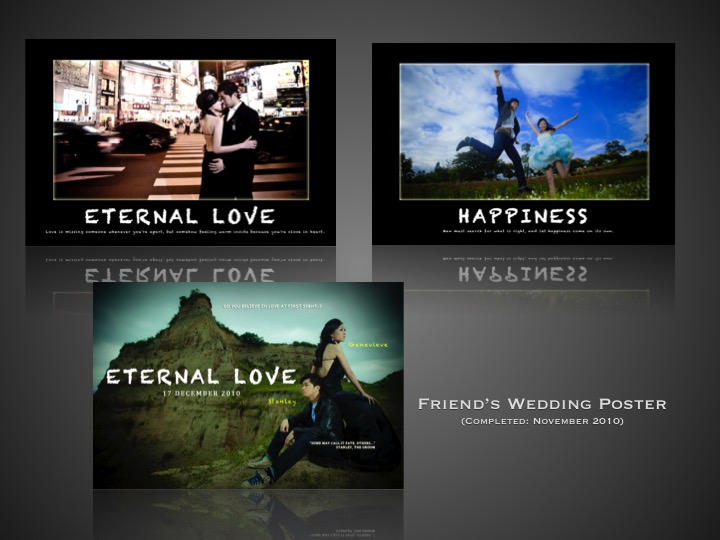 ETERNAL LOVE
Love is missing someone whenever you're apart, but somehow feeling warm inside because you're close in heart.
HAPPINESS
Man must search for what is right, and let happiness come on its own.
DO YOU BELIEVE IN LOVE AT FIRST SIGHT?
Genevieve
ETERNAL LOVE
17 DECEMBER 2010
Stanley
"SOME MAY CALL IT FATE, OTHERS..."
STANLEY, THE GROOM
FRIEND'S WEDDING POSTER
(COMPLETED: NOVEMBER 2010)